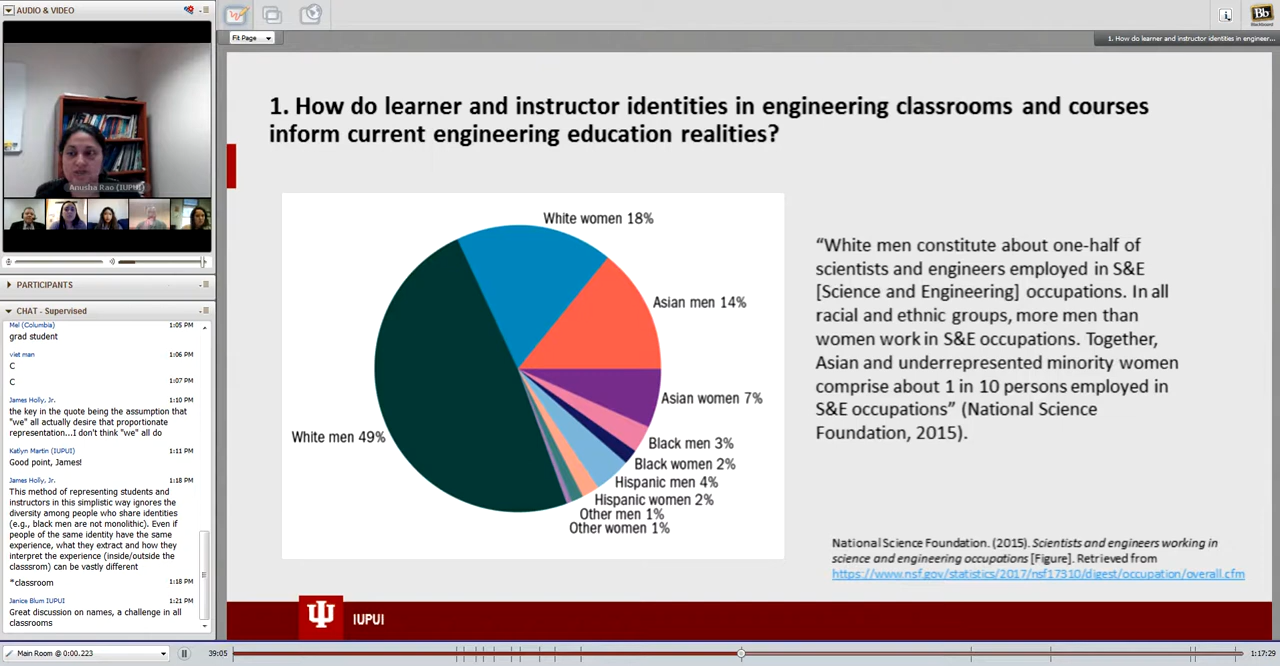 AUDIO & VIDEO
Anusha Rao (IUPUI)
PARTICIPANTS
CHAT - Supervised
Mel (Columbia) 1:05 PM
grad student
viet man 1:06 PM
C
C 1:07 PM
James Holly, Jr. 1:10 PM
the key in the quote being the assumption that
"we" all actually desire that proportionate
representation...I don't think "we" all do
Katlyn Martin (IUPUI) 1:11 PM
Good point, James!
James Holly, Jr. 1:18 PM
This method of representing students and
instructors in this simplistic way ignores the
diversity among people who share identities
(e.g., black men are not monolithic). Even if
people of the same identity have the same
experience, what they extract and how they
interpret the experience (inside/outside the
classsrom) can be vastly different
*classroom 1:18 PM
Janice Blum IUPUI 1:21 PM
Great discussion on names, a challenge in all
classrooms
Main Room @ 0:00.223
Fit Page
Bb
Blackboard
1. How do learner and instructor identities in engineer...
1. How do learner and instructor identities in engineering classrooms and courses
inform current engineering education realities?
White women 18%
Asian men 14%
Asian women 7%
White men 49%
Black men 3%
Black women 2%
Hispanic men 4%
Hispanic women 2%
Other men 1%
Other women 1%
“White men constitute about one-half of
scientists and engineers employed in S&E
[Science and Engineering] occupations. In all
racial and ethnic groups, more men than
women work in S&E occupations. Together,
Asian and underrepresented minority women
comprise about 1 in 10 persons employed in
S&E occupations” (National Science
Foundation, 2015).
National Science Foundation. (2015). Scientists and engineers working in
science and engineering occupations [Figure]. Retrieved from
https://www.nsf.gov/statistics/2017/nsf17310/digest/occupation/overall.cfm
IUPUI
39:05
1:17:29